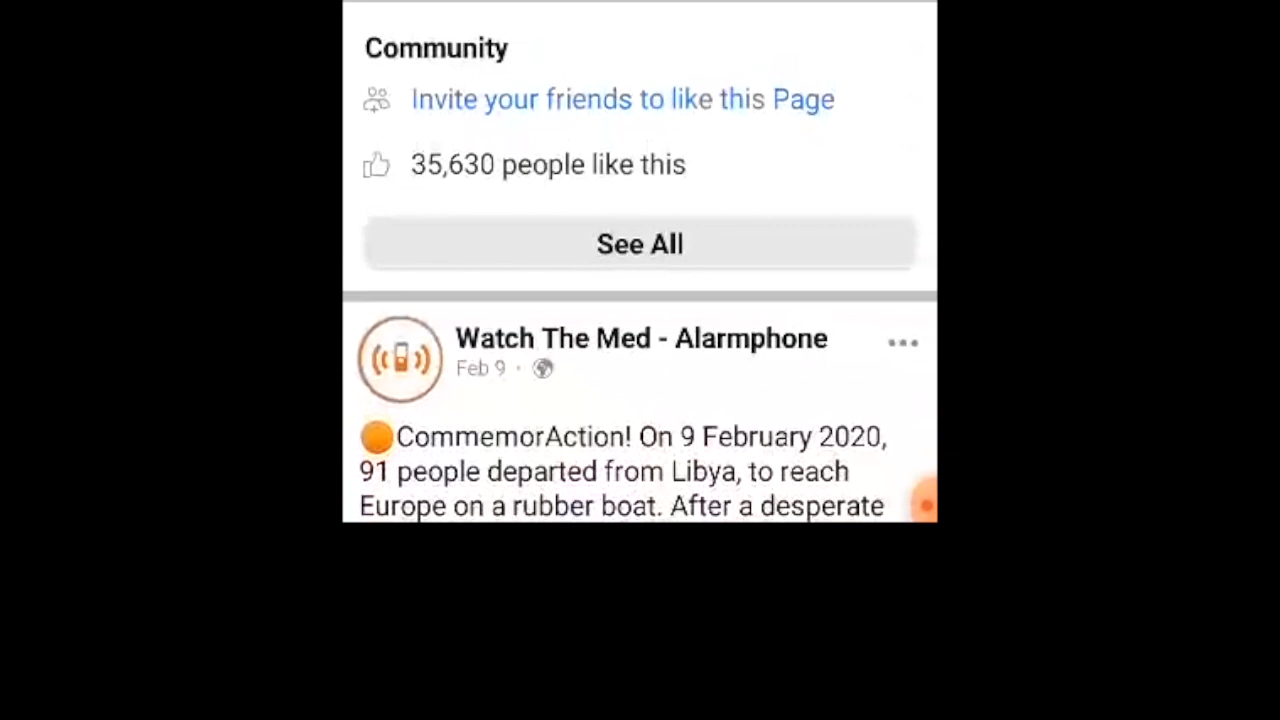 Community
Invite your friends to like this Page
35,630 people like this
See All
Watch The Med - Alarmphone
Feb 9 ·
CommemorAction! On 9 February 2020,
91 people departed from Libya, to reach
Europe on a rubber boat. After a desperate